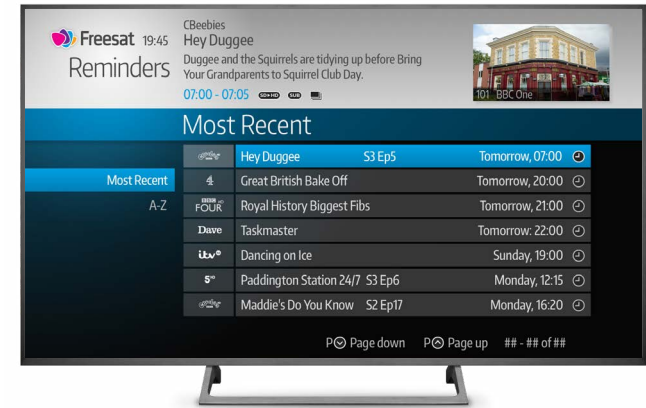 Freesat 19:45
Reminders
CBeebies
Hey Duggee
Duggee and the Squirrels are tidying up before Bring
Your Grandparents to Squirrel Club Day.
07:00 - 07:05 SD▶HD SUB
101 BBC One
Most Recent
Most Recent
A-Z
Hey Duggee S3 Ep5 Tomorrow, 07:00
4 Great British Bake Off Tomorrow, 20:00
BBC HD FOUR Royal History Biggest Fibs Tomorrow, 21:00
Dave Taskmaster Tomorrow: 22:00
itv Dancing on Ice Sunday, 19:00
5 Paddington Station 24/7 S3 Ep6 Monday, 12:15
Maddie's Do You Know S2 Ep17 Monday, 16:20
P Page down P Page up ## - ## of ##